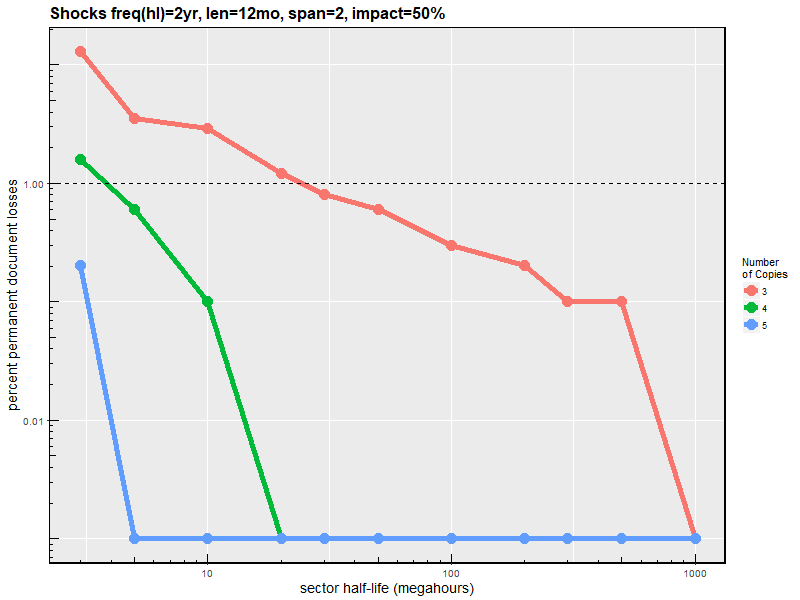 Shocks freq(hl)=2yr, len=12mo, span=2, impact=50%
percent permanent document losses
1.00
0.01
10
100
1000
sector half-life (megahours)
Number
of Copies
3
4
5